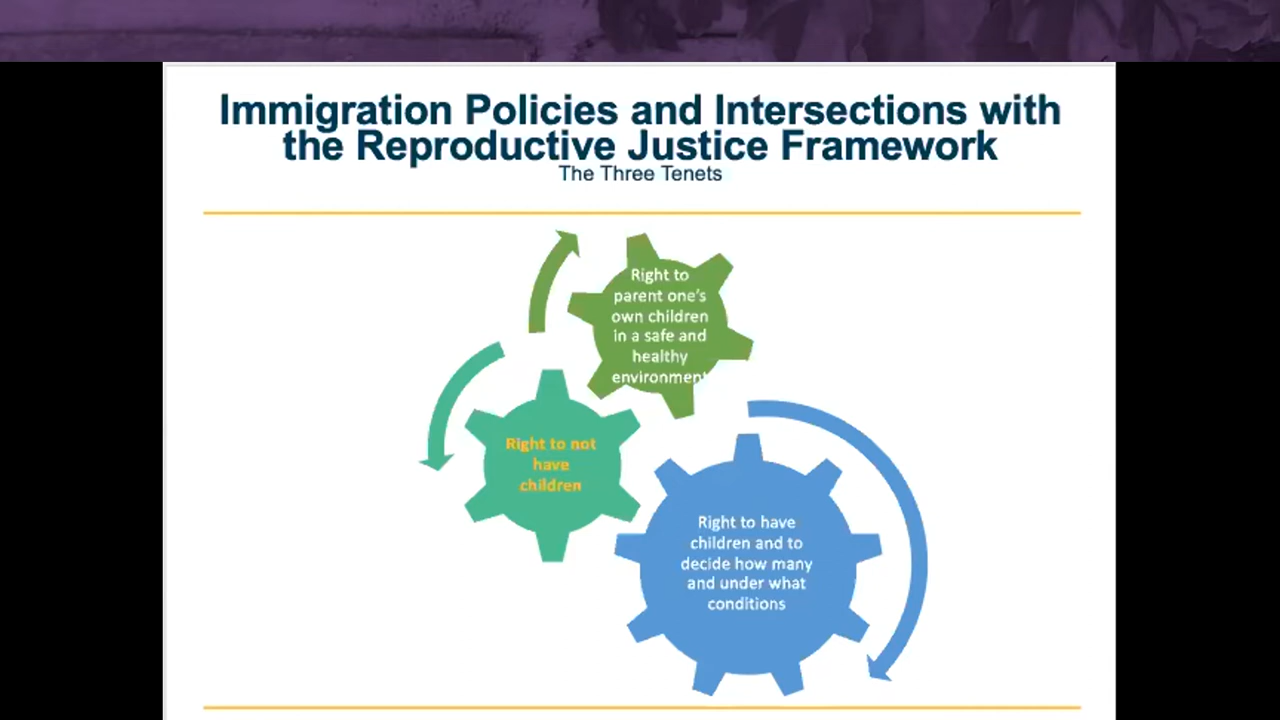 Immigration Policies and Intersections with
the Reproductive Justice Framework
The Three Tenets
Right to
parent one's
own children
in a safe and
healthy
environment
Right to not
have
children
Right to have
children and to
decide how many
and under what
conditions